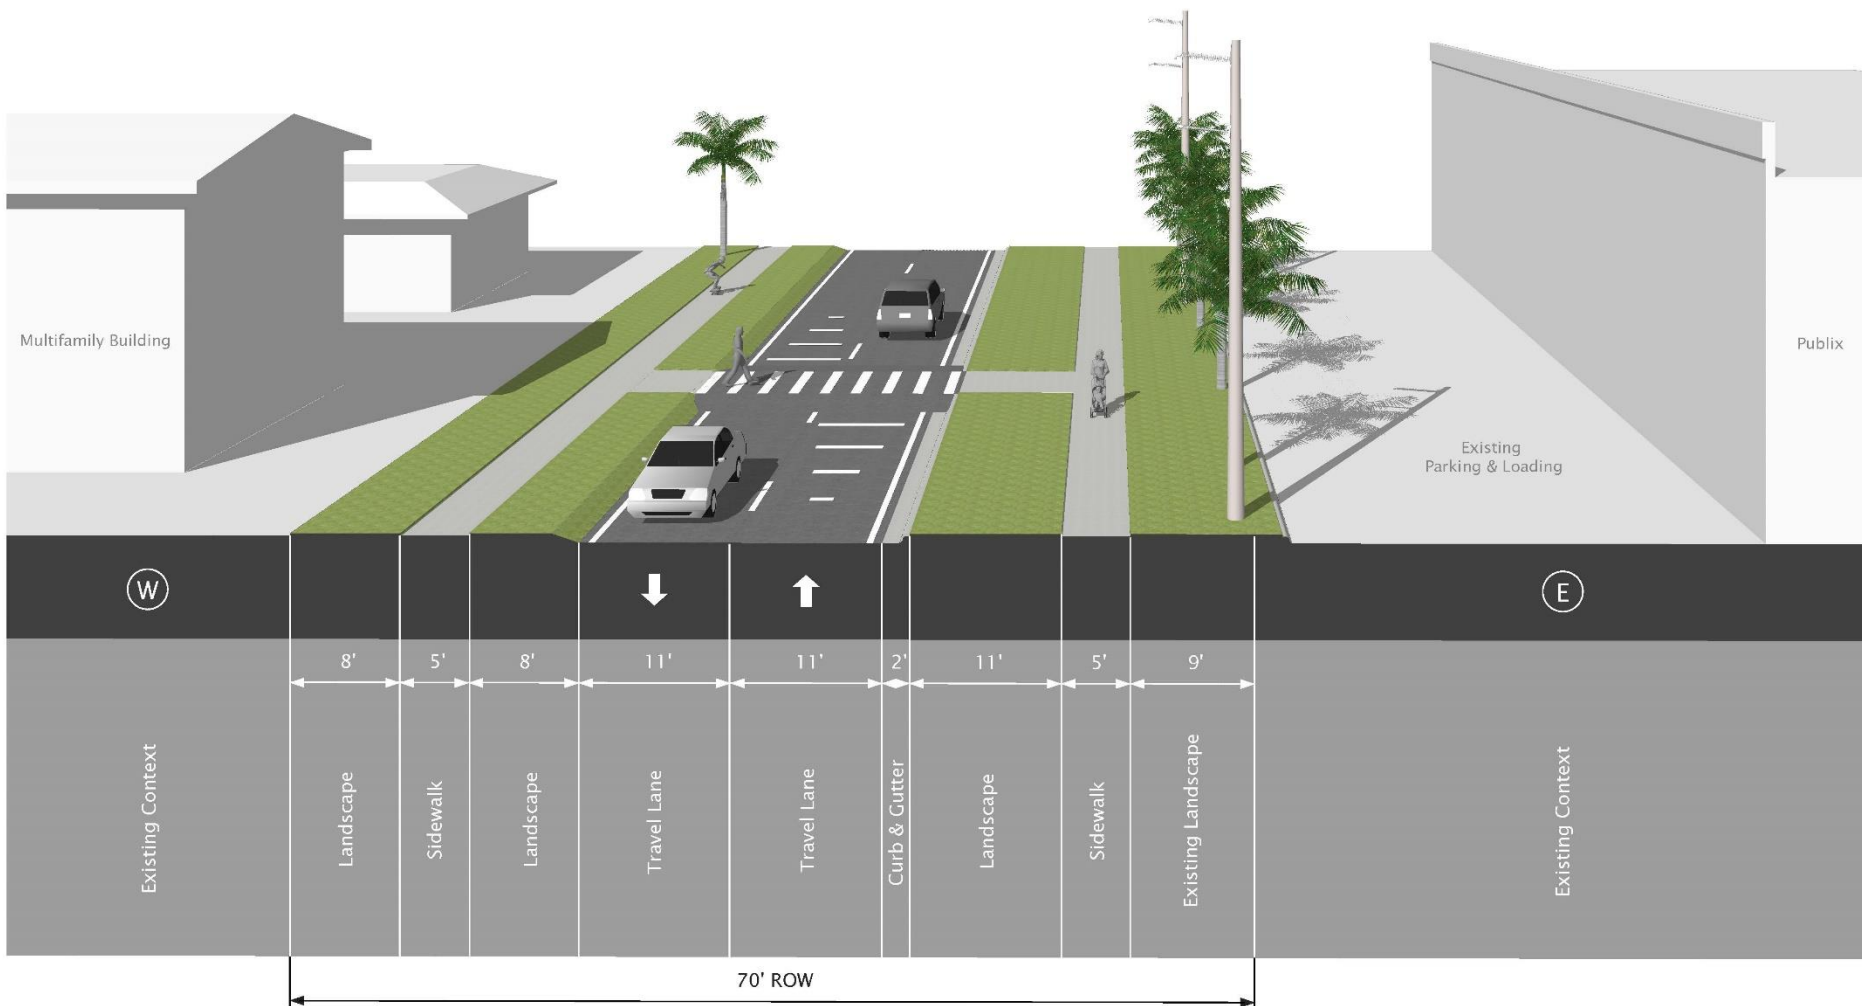 Multifamily Building
Publix
Existing
Parking & Loading
W
E
8'
5'
8'
11'
11'
2'
11'
5'
9'
Existing Context
Landscape
Sidewalk
Landscape
Travel Lane
Travel Lane
Curb & Gutter
Landscape
Sidewalk
Existing Landscape
Existing Context
70' ROW